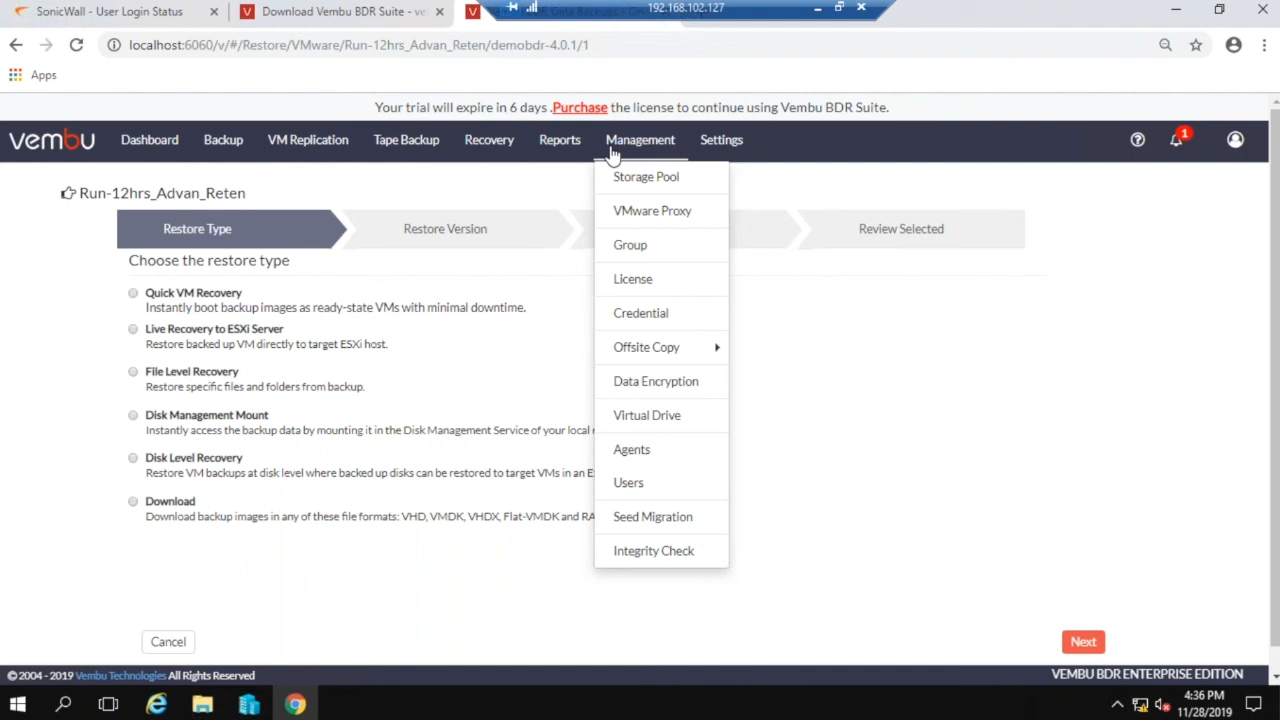 SonicWall - User Login Status
Download Vembu BDR Suite - ve
192.168.102.127
localhost:6060/v/#/Restore/VMware/Run-12hrs_Advan_Reten/demobdr-4.0.1/1
Apps
Your trial will expire in 6 days .Purchase the license to continue using Vembu BDR Suite.
vembu Dashboard Backup VM Replication Tape Backup Recovery Reports Management Settings 1
Run-12hrs_Advan_Reten
Restore Type Restore Version Review Selected
Choose the restore type
Quick VM Recovery
Instantly boot backup images as ready-state VMs with minimal downtime.
Live Recovery to ESXi Server
Restore backed up VM directly to target ESXi host.
File Level Recovery
Restore specific files and folders from backup.
Disk Management Mount
Instantly access the backup data by mounting it in the Disk Management Service of your local
Disk Level Recovery
Restore VM backups at disk level where backed up disks can be restored to target VMs in an E
Download
Download backup images in any of these file formats: VHD, VMDK, VHDX, Flat-VMDK and RA
Storage Pool
VMware Proxy
Group
License
Credential
Offsite Copy
Data Encryption
Virtual Drive
Agents
Users
Seed Migration
Integrity Check
Cancel
Next
© 2004 - 2019 Vembu Technologies All Rights Reserved
VEMBU BDR ENTERPRISE EDITION
4:36 PM
11/28/2019